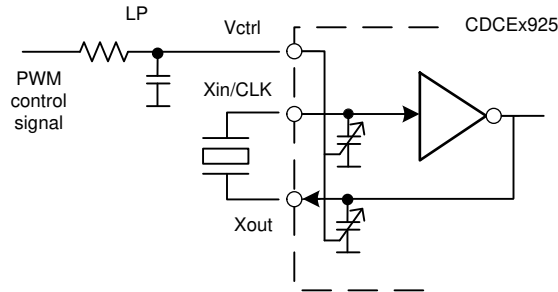 LP
Vctrl
CDCEx925
PWM
control
signal
Xin/CLK
Xout